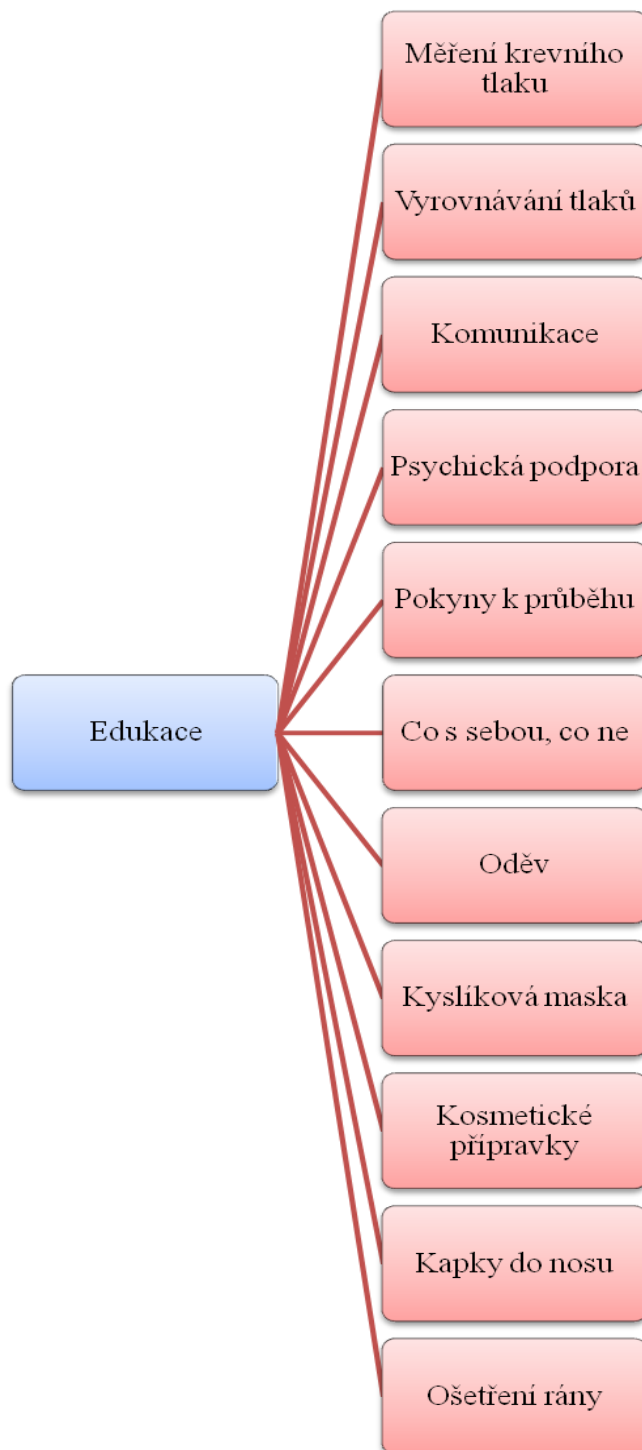 Měření krevního
tlaku
Vyrovnávání tlaků
Komunikace
Psychická podpora
Pokyny k průběhu
Edukace
Co s sebou, co ne
Oděv
Kyslíková maska
Kosmetické
přípravky
Kapky do nosu
Ošetření rány